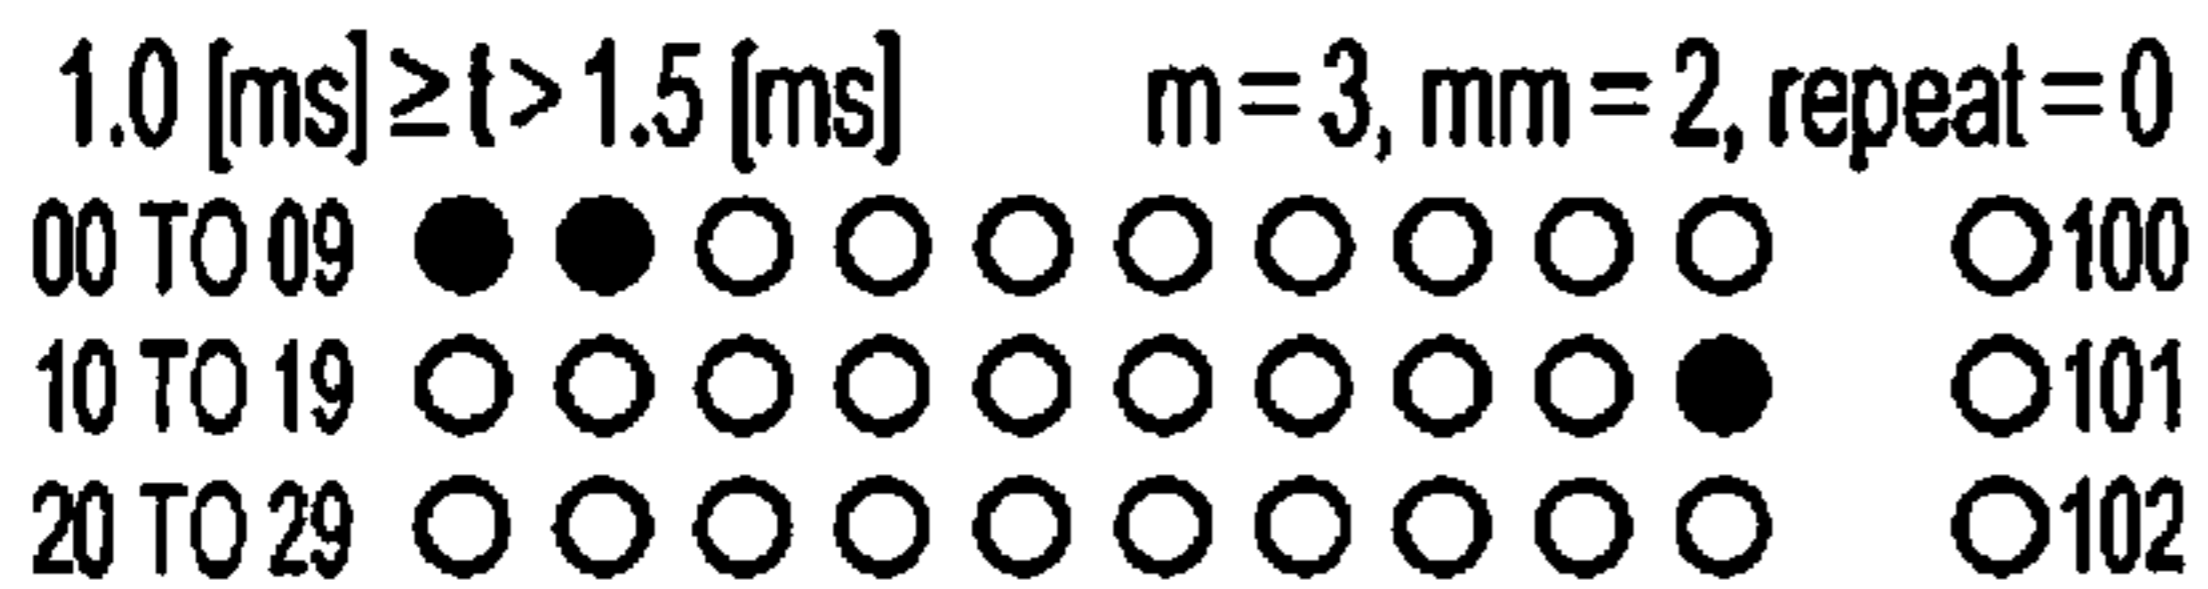 1.0 [ms] ≥ t > 1.5 [ms] m = 3, mm = 2, repeat = 0
00 TO 09 100
10 TO 19 101
20 TO 29 102